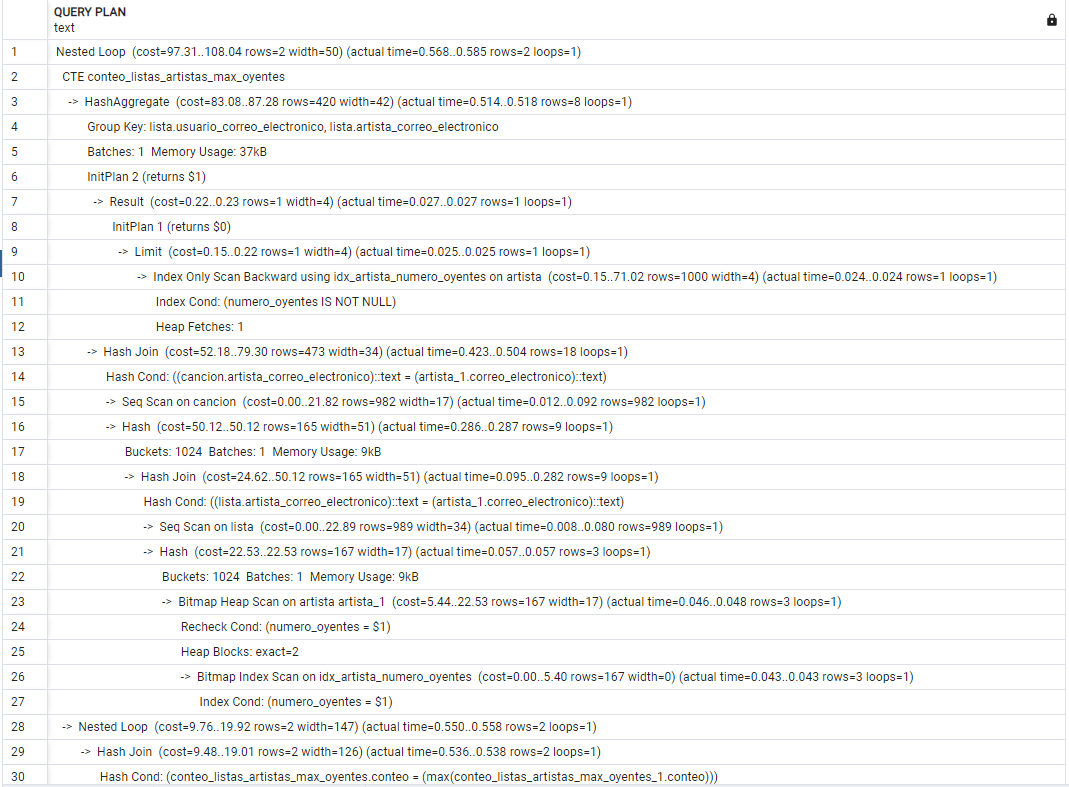 QUERY PLAN
text
1 Nested Loop (cost=97.31..108.04 rows=2 width=50) (actual time=0.568..0.585 rows=2 loops=1)
2 CTE conteo_listas_artistas_max_oyentes
3 -> HashAggregate (cost=83.08..87.28 rows=420 width=42) (actual time=0.514..0.518 rows=8 loops=1)
4 Group Key: lista.usuario_correo_electronico, lista.artista_correo_electronico
5 Batches: 1 Memory Usage: 37kB
6 InitPlan 2 (returns $1)
7 -> Result (cost=0.22..0.23 rows=1 width=4) (actual time=0.027..0.027 rows=1 loops=1)
8 InitPlan 1 (returns $0)
9 -> Limit (cost=0.15..0.22 rows=1 width=4) (actual time=0.025..0.025 rows=1 loops=1)
10 -> Index Only Scan Backward using idx_artista_numero_oyentes on artista (cost=0.15..71.02 rows=1000 width=4) (actual time=0.024..0.024 rows=1 loops=1)
11 Index Cond: (numero_oyentes IS NOT NULL)
12 Heap Fetches: 1
13 -> Hash Join (cost=52.18..79.30 rows=473 width=34) (actual time=0.423..0.504 rows=18 loops=1)
14 Hash Cond: ((cancion.artista_correo_electronico)::text = (artista_1.correo_electronico)::text)
15 -> Seq Scan on cancion (cost=0.00..21.82 rows=982 width=17) (actual time=0.012..0.092 rows=982 loops=1)
16 -> Hash (cost=50.12..50.12 rows=165 width=51) (actual time=0.286..0.287 rows=9 loops=1)
17 Buckets: 1024 Batches: 1 Memory Usage: 9kB
18 -> Hash Join (cost=24.62..50.12 rows=165 width=51) (actual time=0.095..0.282 rows=9 loops=1)
19 Hash Cond: ((lista.artista_correo_electronico)::text = (artista_1.correo_electronico)::text)
20 -> Seq Scan on lista (cost=0.00..22.89 rows=989 width=34) (actual time=0.008..0.080 rows=989 loops=1)
21 -> Hash (cost=22.53..22.53 rows=167 width=17) (actual time=0.057..0.057 rows=3 loops=1)
22 Buckets: 1024 Batches: 1 Memory Usage: 9kB
23 -> Bitmap Heap Scan on artista artista_1 (cost=5.44..22.53 rows=167 width=17) (actual time=0.046..0.048 rows=3 loops=1)
24 Recheck Cond: (numero_oyentes = $1)
25 Heap Blocks: exact=2
26 -> Bitmap Index Scan on idx_artista_numero_oyentes (cost=0.00..5.40 rows=167 width=0) (actual time=0.043..0.043 rows=3 loops=1)
27 Index Cond: (numero_oyentes = $1)
28 -> Nested Loop (cost=9.76..19.92 rows=2 width=147) (actual time=0.550..0.558 rows=2 loops=1)
29 -> Hash Join (cost=9.48..19.01 rows=2 width=126) (actual time=0.536..0.538 rows=2 loops=1)
30 Hash Cond: (conteo_listas_artistas_max_oyentes.conteo = (max(conteo_listas_artistas_max_oyentes_1.conteo)))